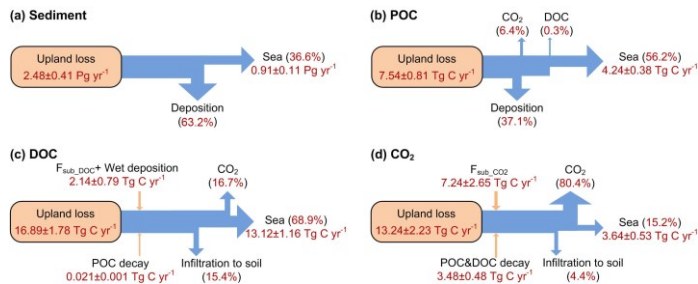 (a) Sediment
Upland loss
2.48±0.41 Pg yr⁻¹
Sea (36.6%)
0.91±0.11 Pg yr⁻¹
Deposition
(63.2%)
(b) POC
CO₂
(6.4%)
DOC
(0.3%)
Upland loss
7.54±0.81 Tg C yr⁻¹
Sea (56.2%)
4.24±0.38 Tg C yr⁻¹
Deposition
(37.1%)
(c) DOC
F_sub_DOC+ Wet deposition
2.14±0.79 Tg C yr⁻¹
CO₂
(16.7%)
Upland loss
16.89±1.78 Tg C yr⁻¹
Sea (68.9%)
13.12±1.16 Tg C yr⁻¹
POC decay
0.021±0.001 Tg C yr⁻¹
Infiltration to soil
(15.4%)
(d) CO₂
F_sub_CO2
7.24±2.65 Tg C yr⁻¹
CO₂
(80.4%)
Upland loss
13.24±2.23 Tg C yr⁻¹
Sea (15.2%)
3.64±0.53 Tg C yr⁻¹
POC&DOC decay
3.48±0.48 Tg C yr⁻¹
Infiltration to soil
(4.4%)